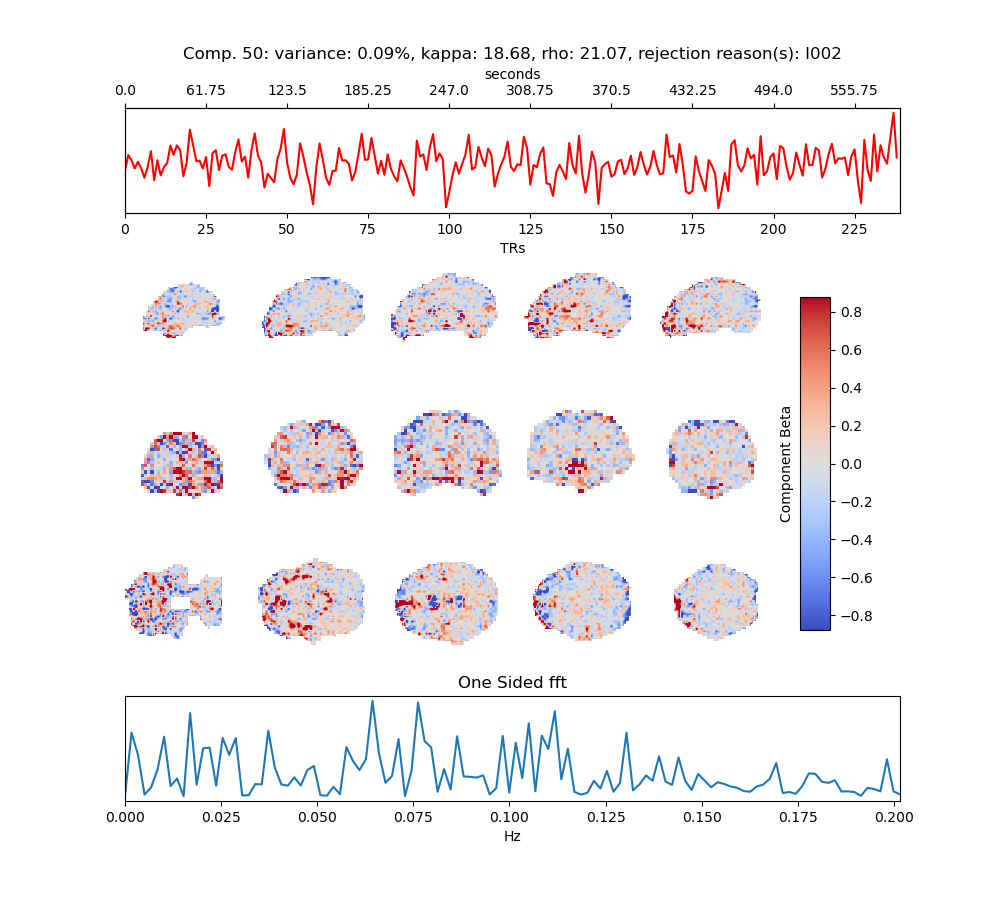 Comp. 50: variance: 0.09%, kappa: 18.68, rho: 21.07, rejection reason(s): I002
seconds
0.0 61.75 123.5 185.25 247.0 308.75 370.5 432.25 494.0 555.75
0 25 50 75 100 125 150 175 200 225
TRs
0.8
0.6
0.4
0.2
0.0
−0.2
−0.4
−0.6
−0.8
Component Beta
One Sided fft
0.000 0.025 0.050 0.075 0.100 0.125 0.150 0.175 0.200
Hz